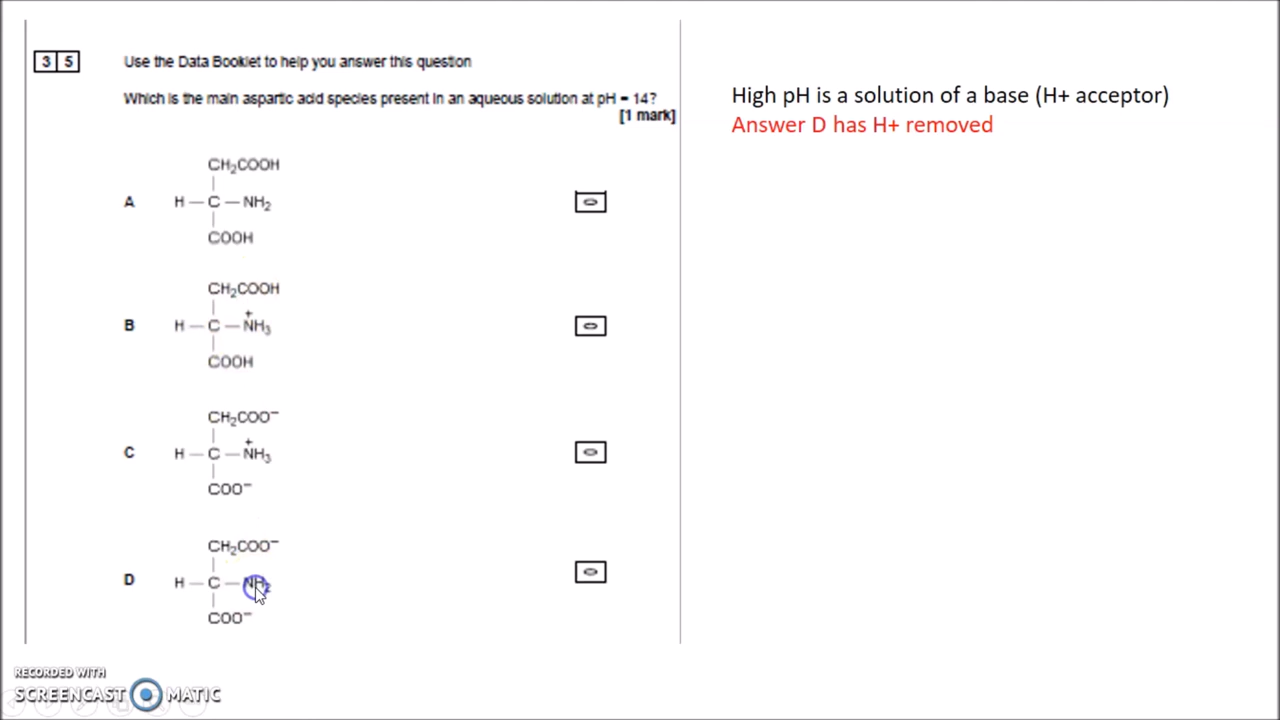 3 5
Use the Data Booklet to help you answer this question
Which is the main aspartic acid species present in an aqueous solution at pH = 14?
[1 mark]
CH₂COOH
A H — C — NH₂
COOH
CH₂COOH
+
B H — C — NH₃
COOH
CH₂COO⁻
+
C H — C — NH₃
COO⁻
CH₂COO⁻
D H — C — NH₂
COO⁻
High pH is a solution of a base (H+ acceptor)
Answer D has H+ removed
RECORDED WITH
SCREENCAST MATIC